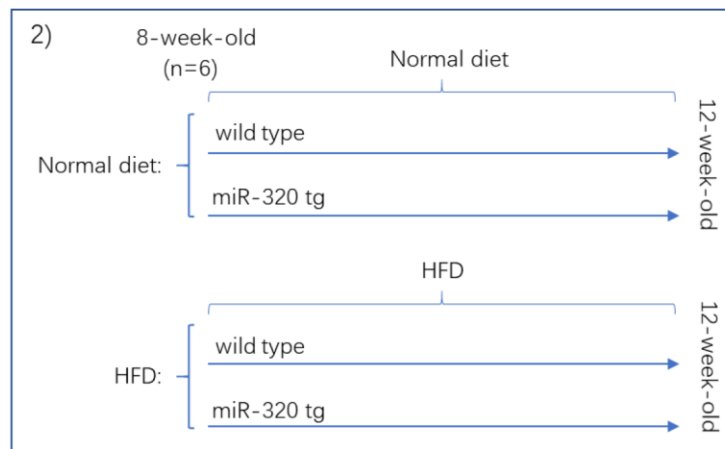 2)
8-week-old
(n=6)
Normal diet
Normal diet:
wild type
miR-320 tg
12-week-old
HFD
HFD:
wild type
miR-320 tg
12-week-old